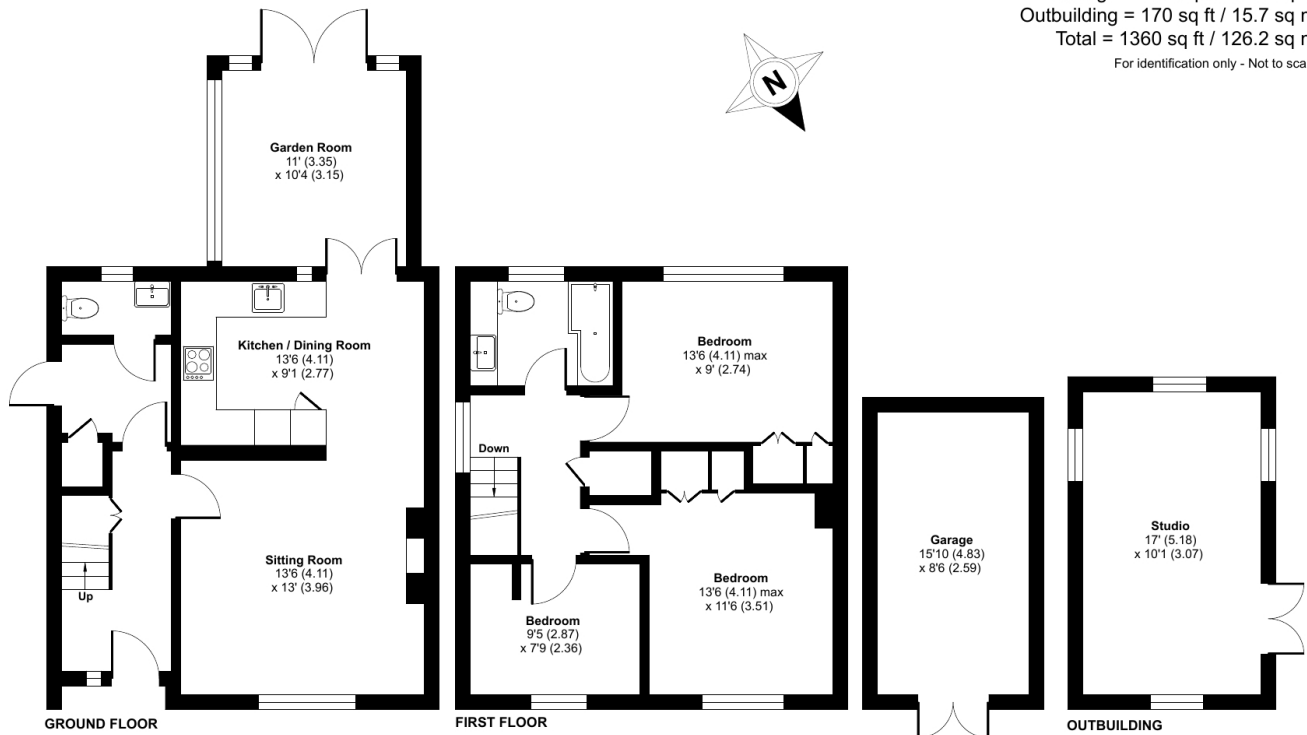 Outbuilding = 170 sq ft / 15.7 sq m
Total = 1360 sq ft / 126.2 sq m
For identification only - Not to sca
N
Garden Room
11' (3.35)
x 10'4 (3.15)
Kitchen / Dining Room
13'6 (4.11)
x 9'1 (2.77)
Bedroom
13'6 (4.11) max
x 9' (2.74)
Down
Sitting Room
13'6 (4.11)
x 13' (3.96)
Up
Bedroom
9'5 (2.87)
x 7'9 (2.36)
Bedroom
13'6 (4.11) max
x 11'6 (3.51)
Garage
15'10 (4.83)
x 8'6 (2.59)
Studio
17' (5.18)
x 10'1 (3.07)
GROUND FLOOR
FIRST FLOOR
OUTBUILDING